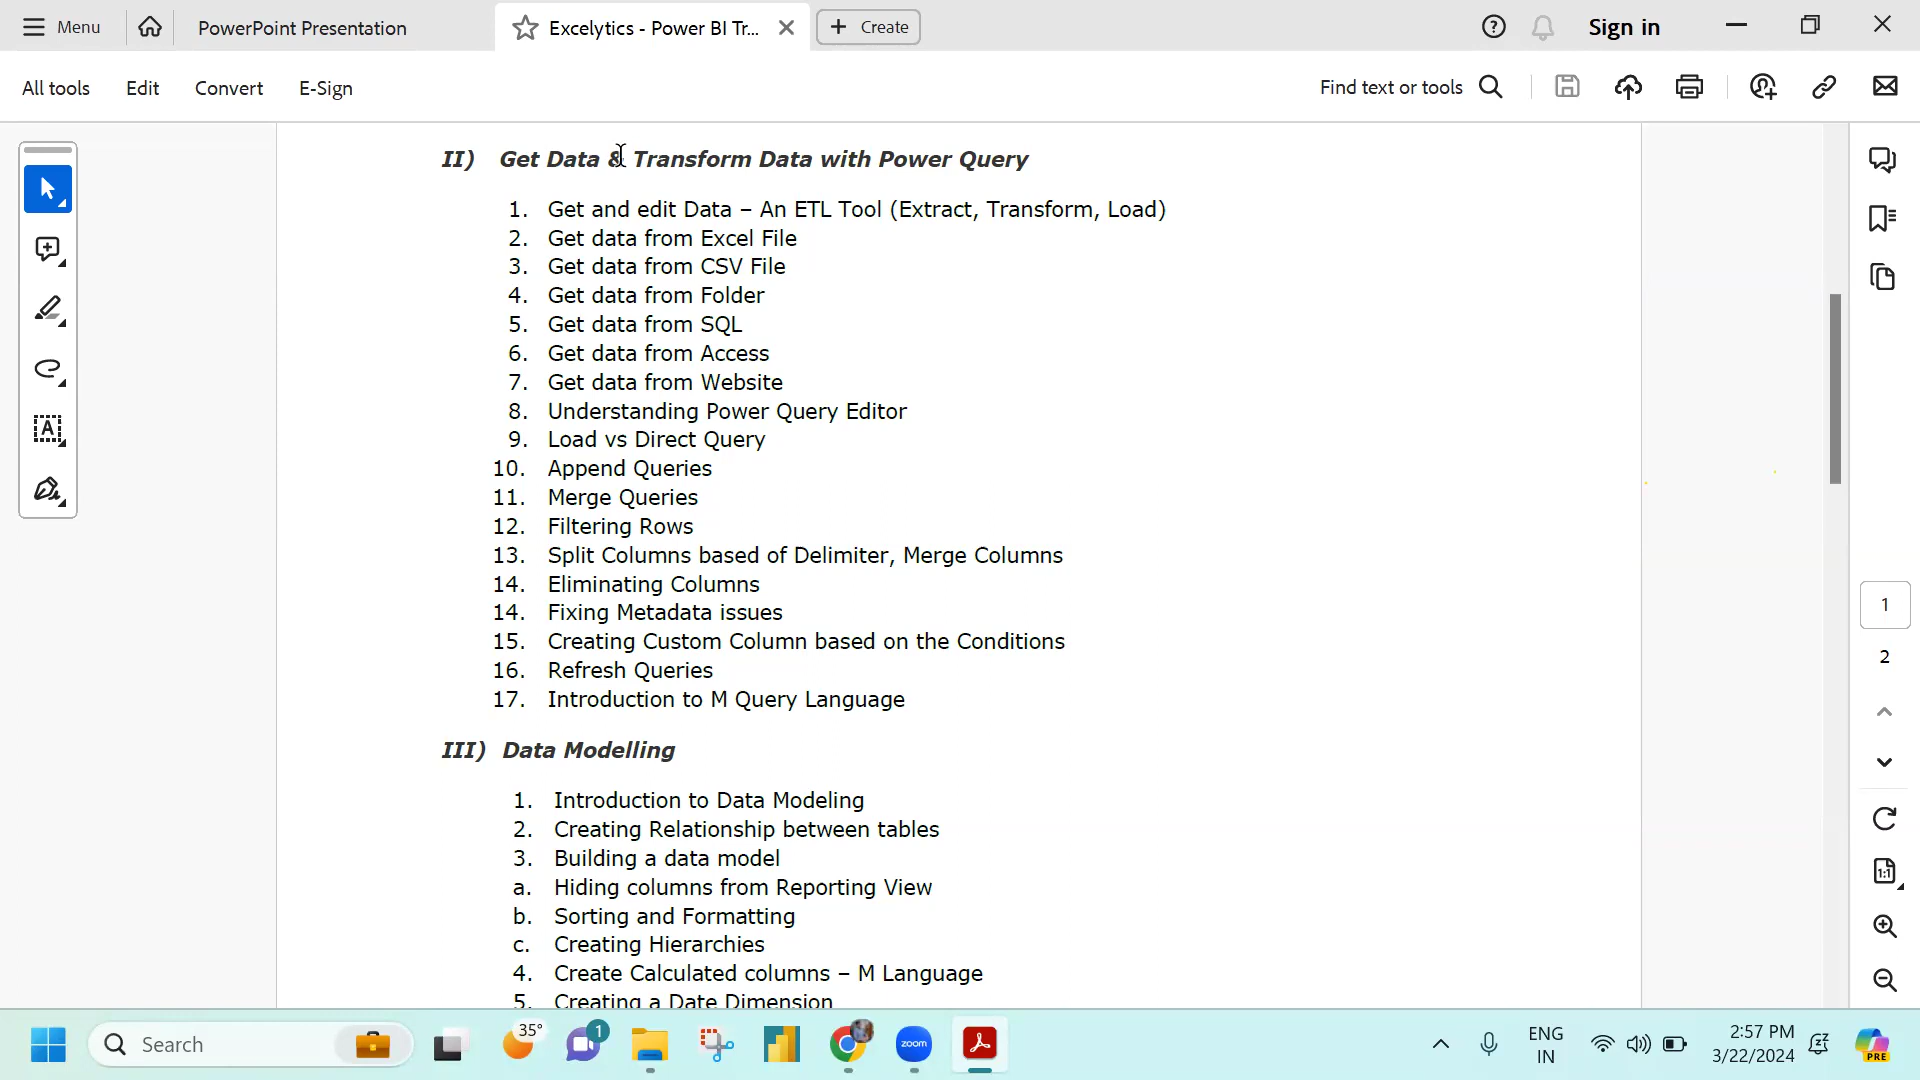 Menu
PowerPoint Presentation
Excelytics - Power BI Tr...
Create
Sign in
All tools
Edit
Convert
E-Sign
Find text or tools
II) Get Data & Transform Data with Power Query
1. Get and edit Data – An ETL Tool (Extract, Transform, Load)
2. Get data from Excel File
3. Get data from CSV File
4. Get data from Folder
5. Get data from SQL
6. Get data from Access
7. Get data from Website
8. Understanding Power Query Editor
9. Load vs Direct Query
10. Append Queries
11. Merge Queries
12. Filtering Rows
13. Split Columns based of Delimiter, Merge Columns
14. Eliminating Columns
14. Fixing Metadata issues
15. Creating Custom Column based on the Conditions
16. Refresh Queries
17. Introduction to M Query Language
III) Data Modelling
1. Introduction to Data Modeling
2. Creating Relationship between tables
3. Building a data model
a. Hiding columns from Reporting View
b. Sorting and Formatting
c. Creating Hierarchies
4. Create Calculated columns – M Language
5. Creating a Date Dimension
1
2
1:1
Search
35°
1
zoom
ENG
IN
2:57 PM
3/22/2024
PRE